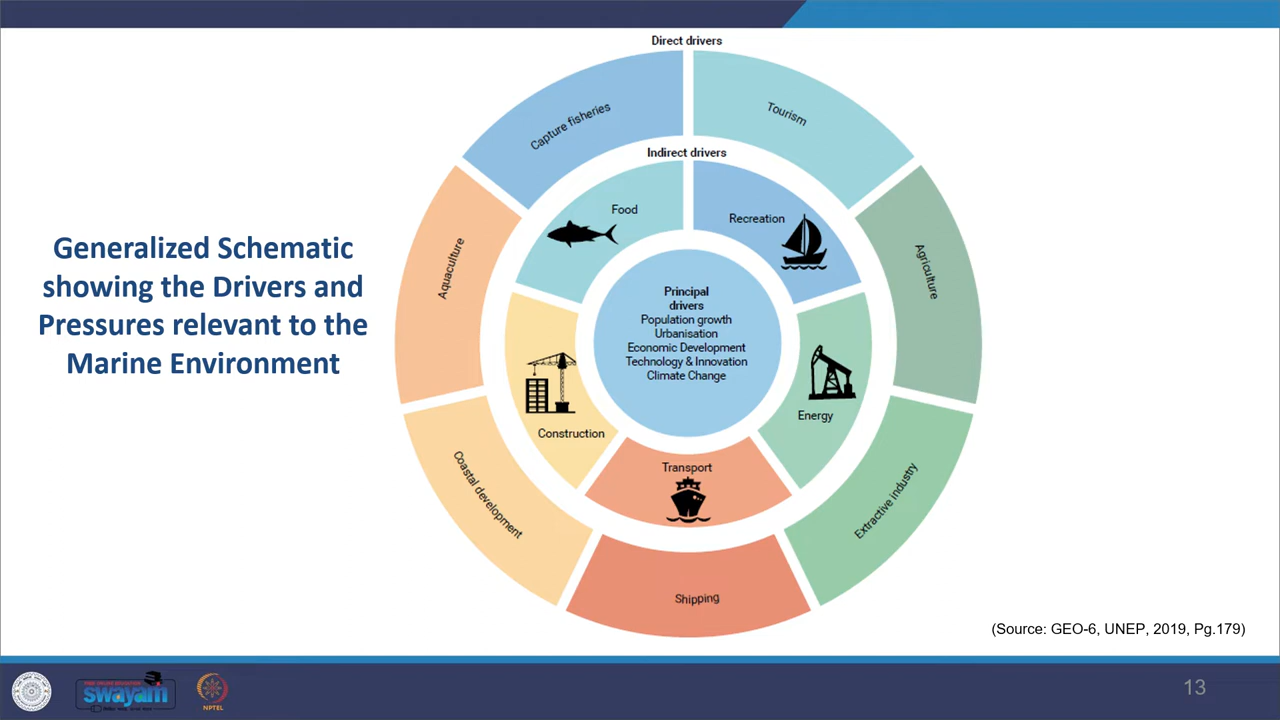 Generalized Schematic
showing the Drivers and
Pressures relevant to the
Marine Environment
Direct drivers
Capture fisheries
Tourism
Aquaculture
Agriculture
Coastal development
Extractive industry
Shipping
Indirect drivers
Food
Recreation
Construction
Energy
Transport
Principal
drivers
Population growth
Urbanisation
Economic Development
Technology & Innovation
Climate Change
(Source: GEO-6, UNEP, 2019, Pg.179)
swayam
NPTEL
13